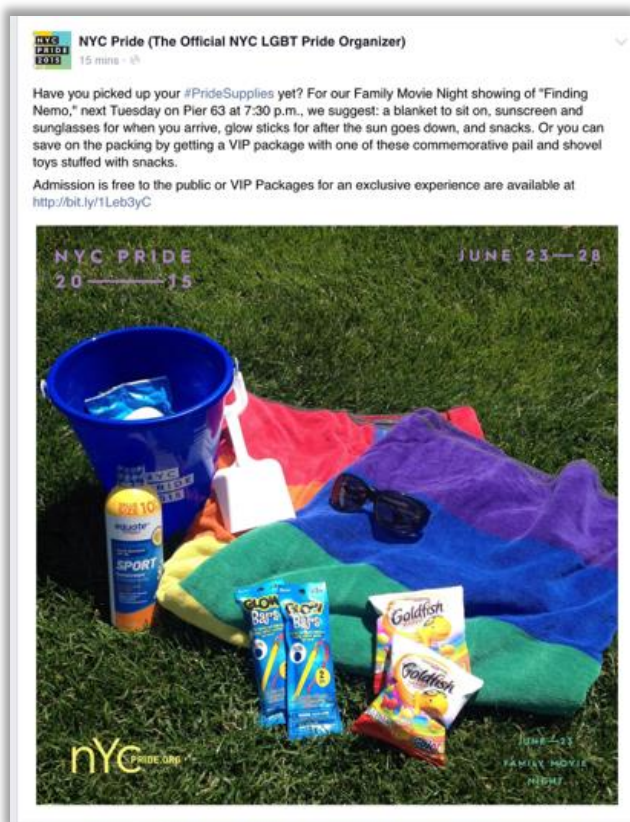 NYC
PRIDE
2015
NYC Pride (The Official NYC LGBT Pride Organizer)
15 mins ·
Have you picked up your #PrideSupplies yet? For our Family Movie Night showing of "Finding
Nemo," next Tuesday on Pier 63 at 7:30 p.m., we suggest: a blanket to sit on, sunscreen and
sunglasses for when you arrive, glow sticks for after the sun goes down, and snacks. Or you can
save on the packing by getting a VIP package with one of these commemorative pail and shovel
toys stuffed with snacks.
Admission is free to the public or VIP Packages for an exclusive experience are available at
http://bit.ly/1Leb3yC
NYC PRIDE
20——15
JUNE 23—28
NYC
PRIDE
2015
equate
SPORT
GLOW
Bars
GLOW
Bars
Goldfish
Goldfish
nYc PRIDE.ORG
JUNE—23
FAMILY MOVIE
NIGHT